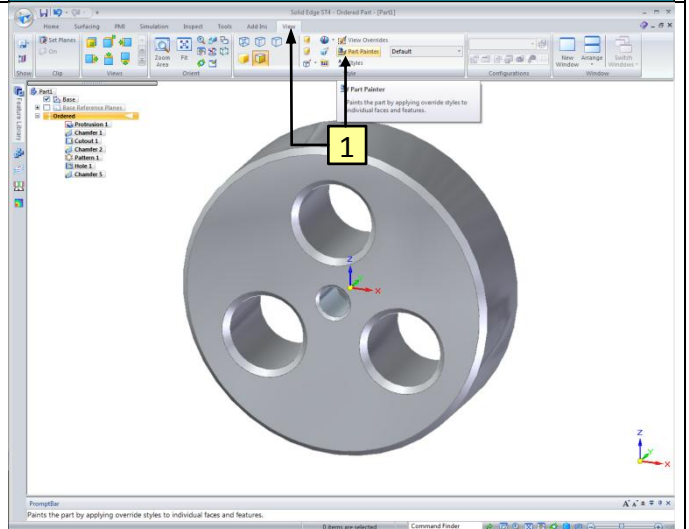 Solid Edge ST4 - Ordered Part - [Part1]
Home Surfacing PMI Simulation Inspect Tools Add Ins View
Set Planes
On
Zoom Area
Fit
View Overrides
Part Painter Default
Styles
New Window
Arrange
Switch Windows
Show Clip Views Orient Style Configurations Window
Part Painter
Paints the part by applying override styles to
individual faces and features.
Feature Library
Part1
Base
Base Reference Planes
Ordered
Protrusion 1
Chamfer 1
Cutout 1
Chamfer 2
Pattern 1
Hole 1
Chamfer 5
1
Z
X
Z
Y
X
PromptBar
Paints the part by applying override styles to individual faces and features.
0 items are selected Command Finder